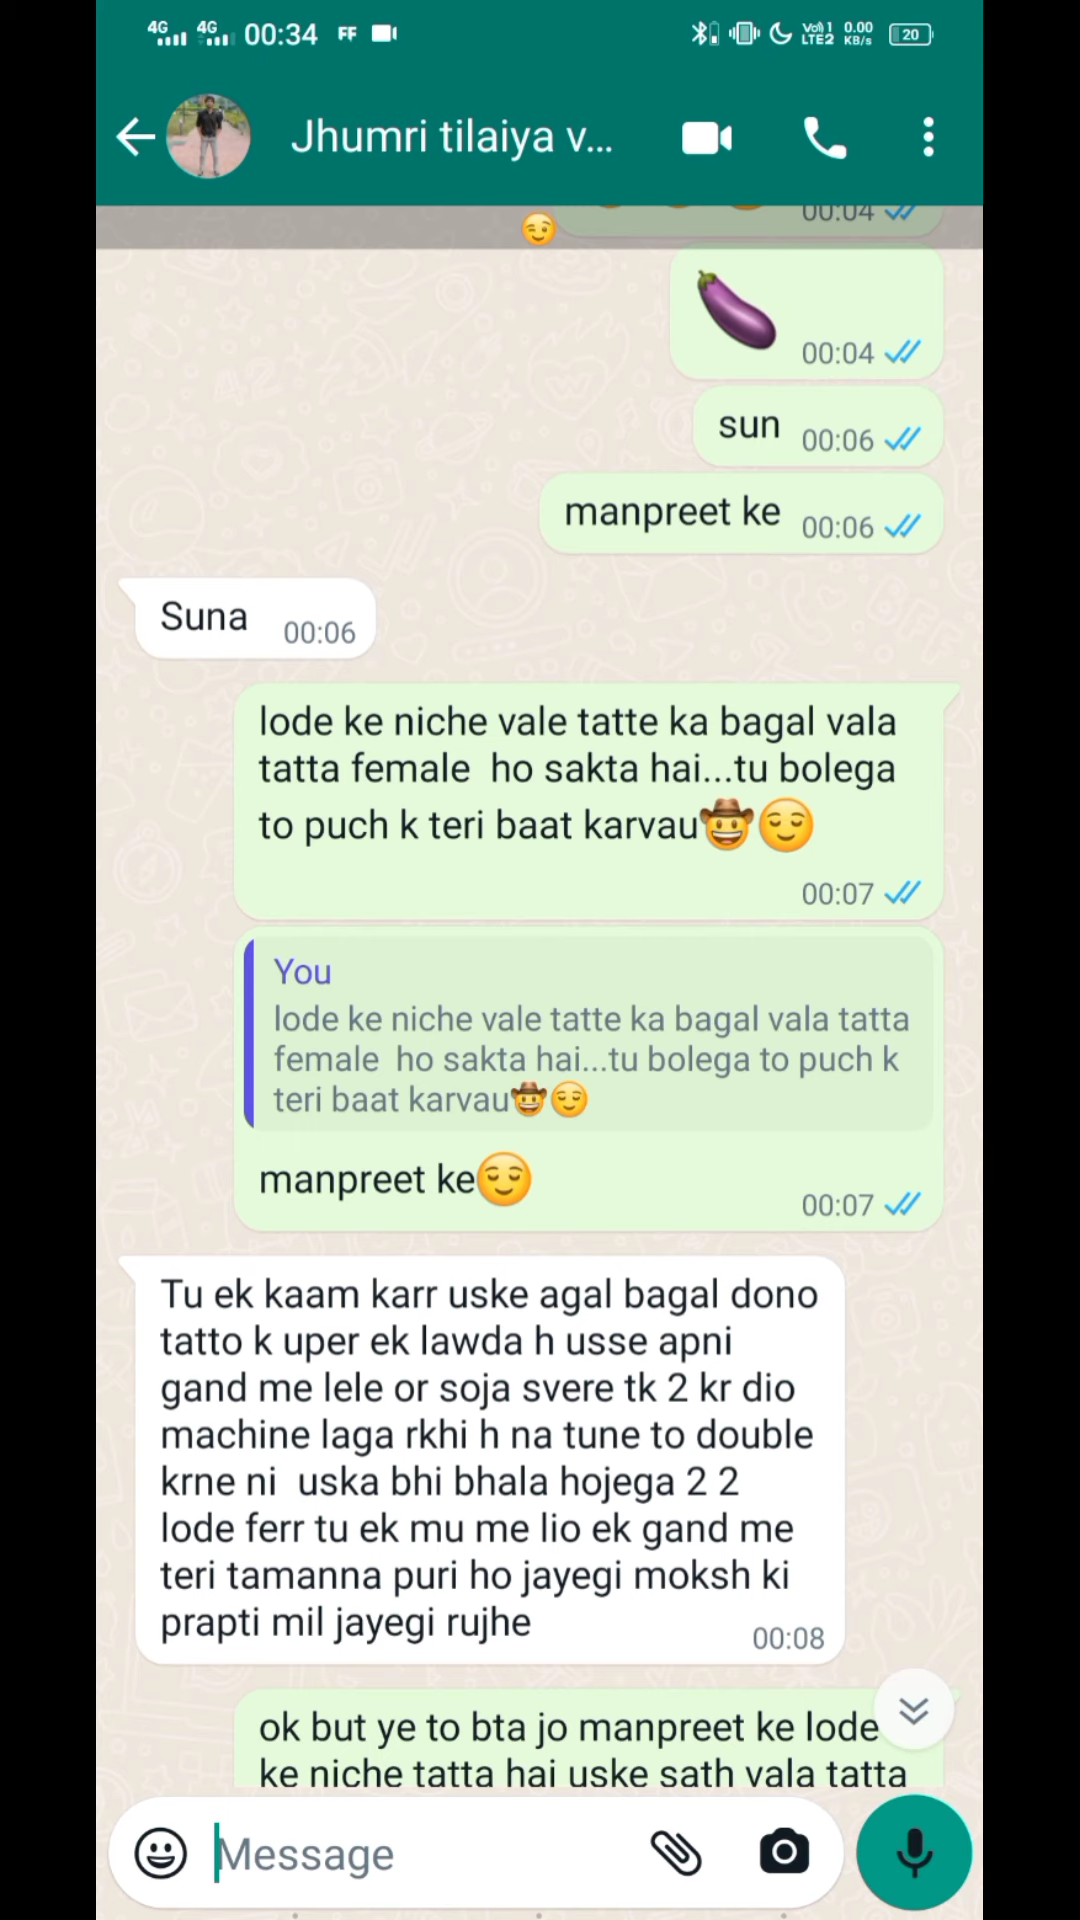 4G 4G 00:34 FF Vo) 1 LTE2 0.00 KB/s 20
Jhumri tilaiya v...
00:04
00:04
sun 00:06
manpreet ke 00:06
Suna 00:06
lode ke niche vale tatte ka bagal vala
tatta female ho sakta hai...tu bolega
to puch k teri baat karvau🤠😌
00:07
You
lode ke niche vale tatte ka bagal vala tatta
female ho sakta hai...tu bolega to puch k
teri baat karvau🤠😌
manpreet ke😌
00:07
Tu ek kaam karr uske agal bagal dono
tatto k uper ek lawda h usse apni
gand me lele or soja svere tk 2 kr dio
machine laga rkhi h na tune to double
krne ni uska bhi bhala hojega 2 2
lode ferr tu ek mu me lio ek gand me
teri tamanna puri ho jayegi moksh ki
prapti mil jayegi rujhe
00:08
ok but ye to bta jo manpreet ke lode
ke niche tatta hai uske sath vala tatta
Message